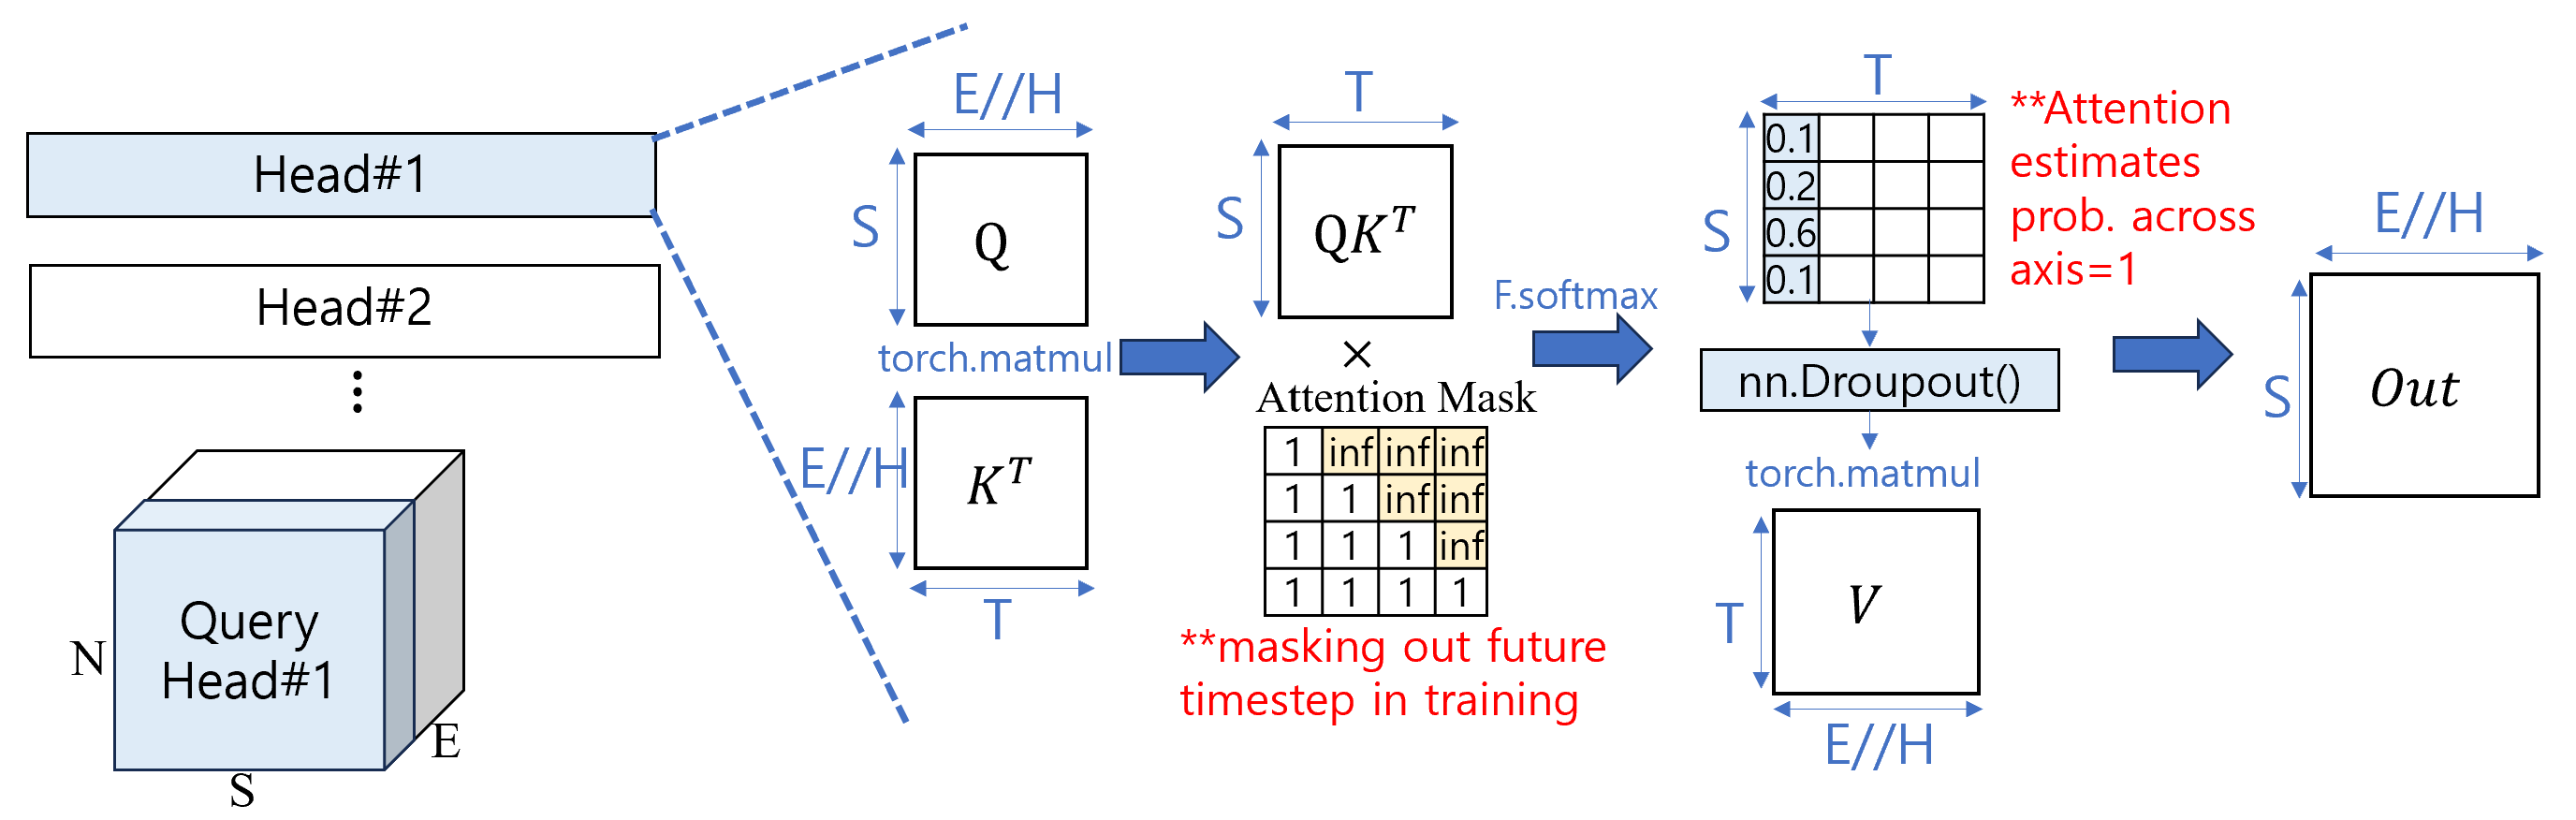 Head#1
Head#2
⋮
Query
Head#1
N
S
E
E//H
S
Q
torch.matmul
E//H
K^T
T
T
S
QK^T
×
Attention Mask
1 inf inf inf
1 1 inf inf
1 1 1 inf
1 1 1 1
**masking out future
timestep in training
F.softmax
T
S
0.1
0.2
0.6
0.1
**Attention
estimates
prob. across
axis=1
nn.Droupout()
torch.matmul
T
V
E//H
E//H
S
Out